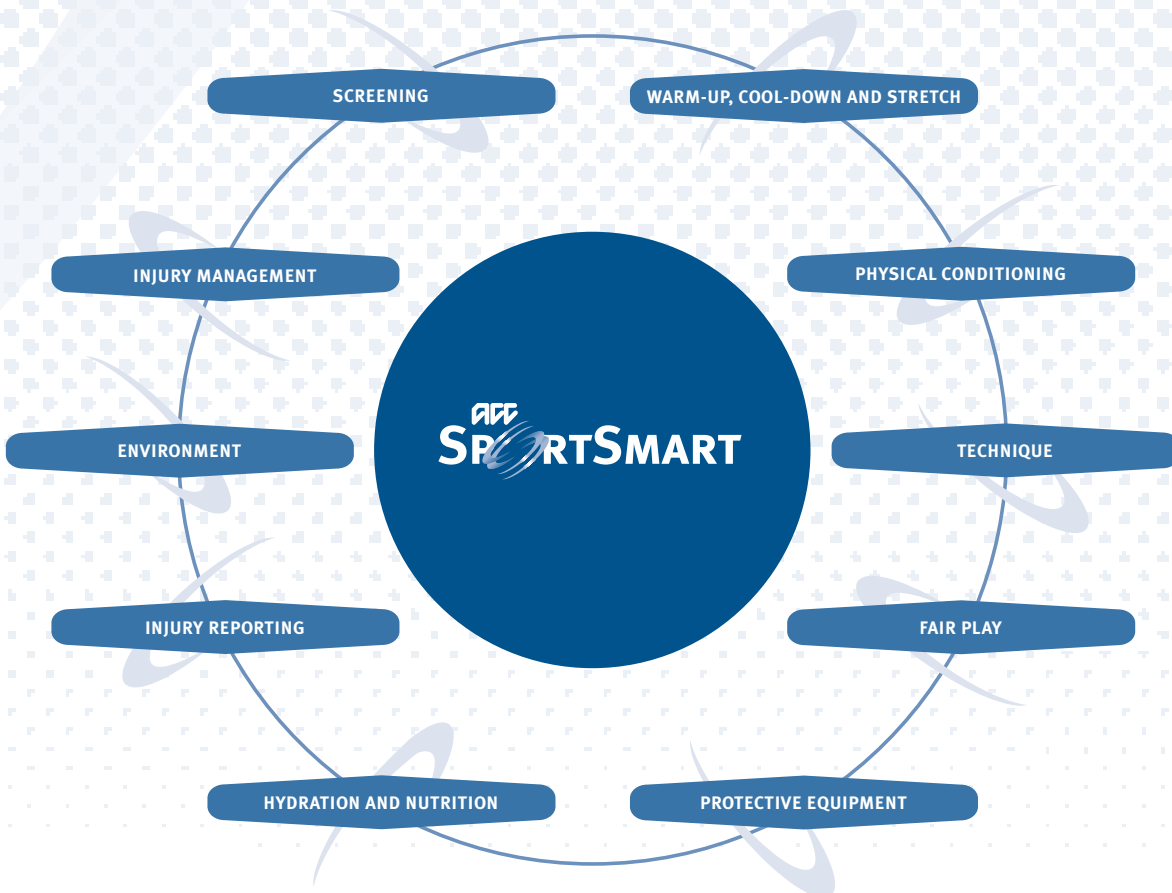 SCREENING
WARM-UP, COOL-DOWN AND STRETCH
INJURY MANAGEMENT
PHYSICAL CONDITIONING
ACC
SPORTSMART
ENVIRONMENT
TECHNIQUE
INJURY REPORTING
FAIR PLAY
HYDRATION AND NUTRITION
PROTECTIVE EQUIPMENT